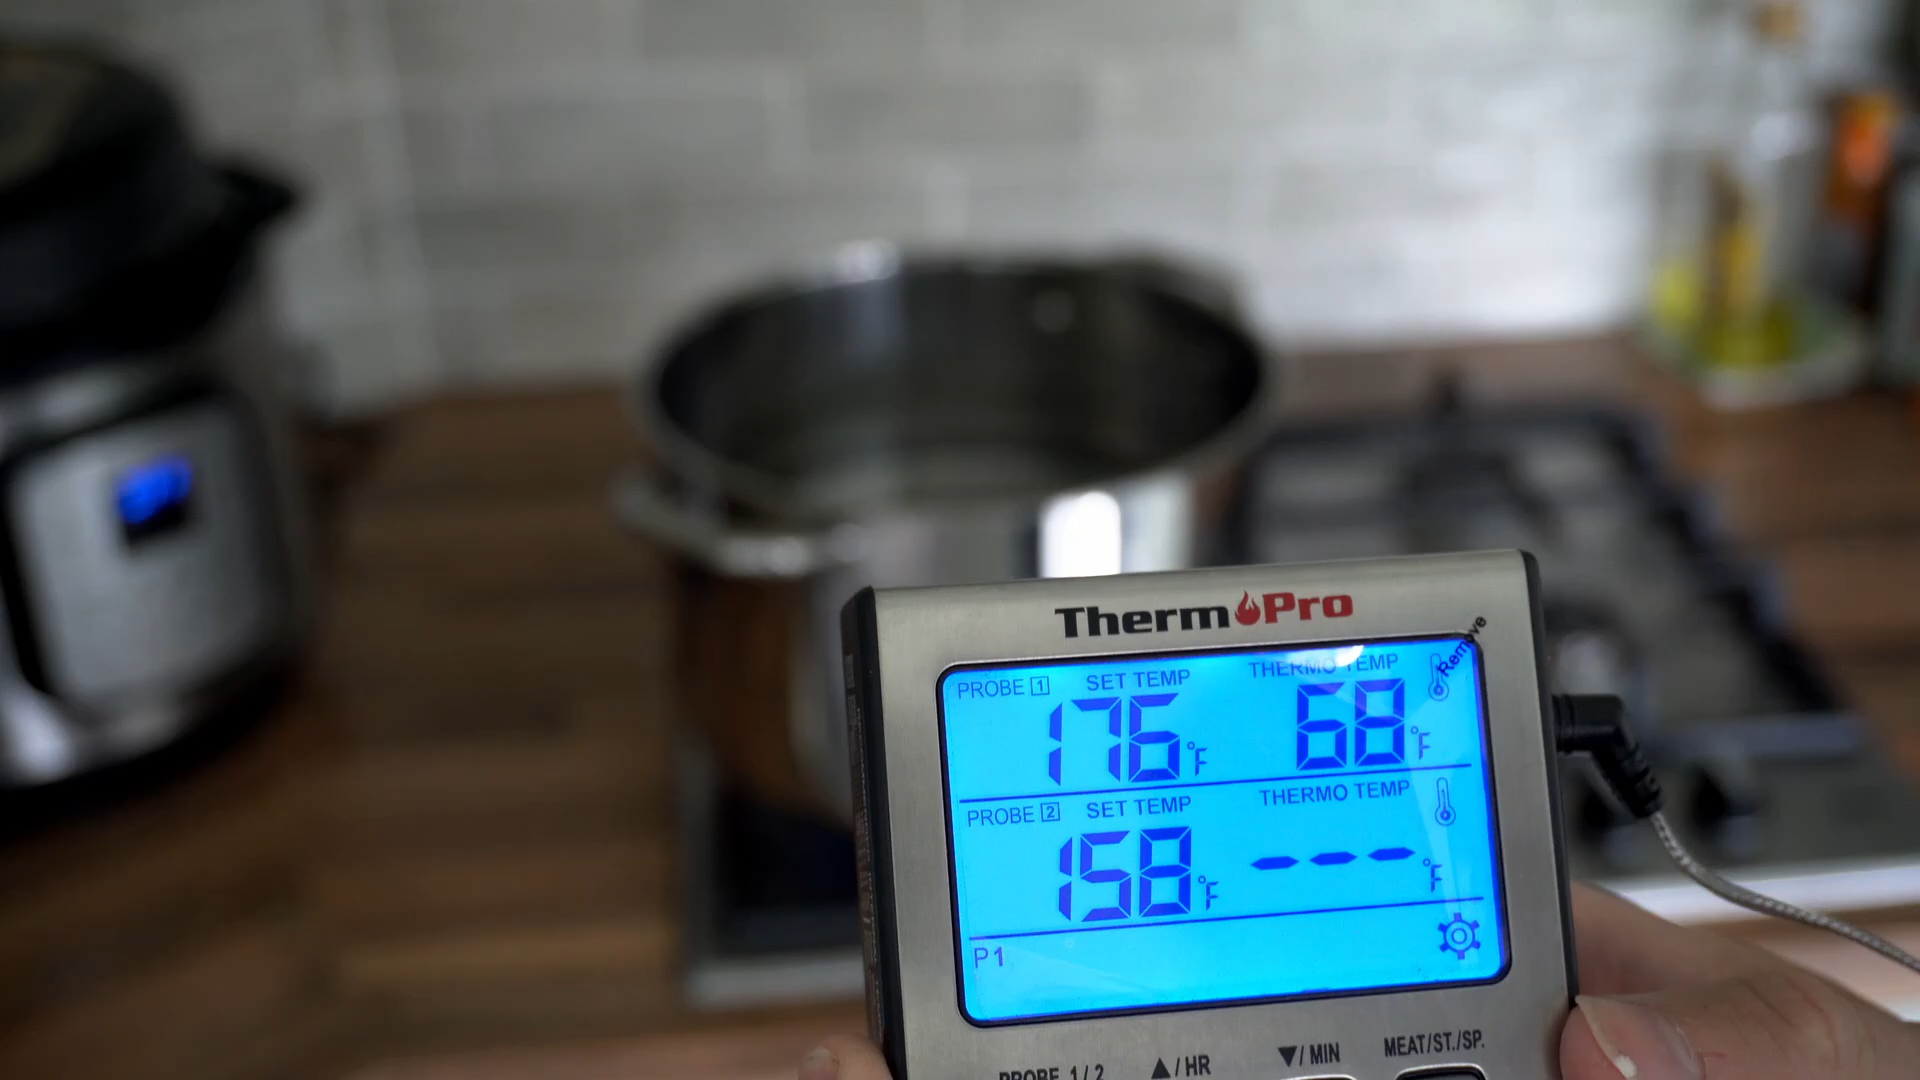 ThermoPro
Remove
PROBE 1 SET TEMP THERMO TEMP
176°F 68°F
PROBE 2 SET TEMP THERMO TEMP
158°F ---°F
P1
PROBE 1/2 ▲/HR ▼/MIN MEAT/ST./SP.